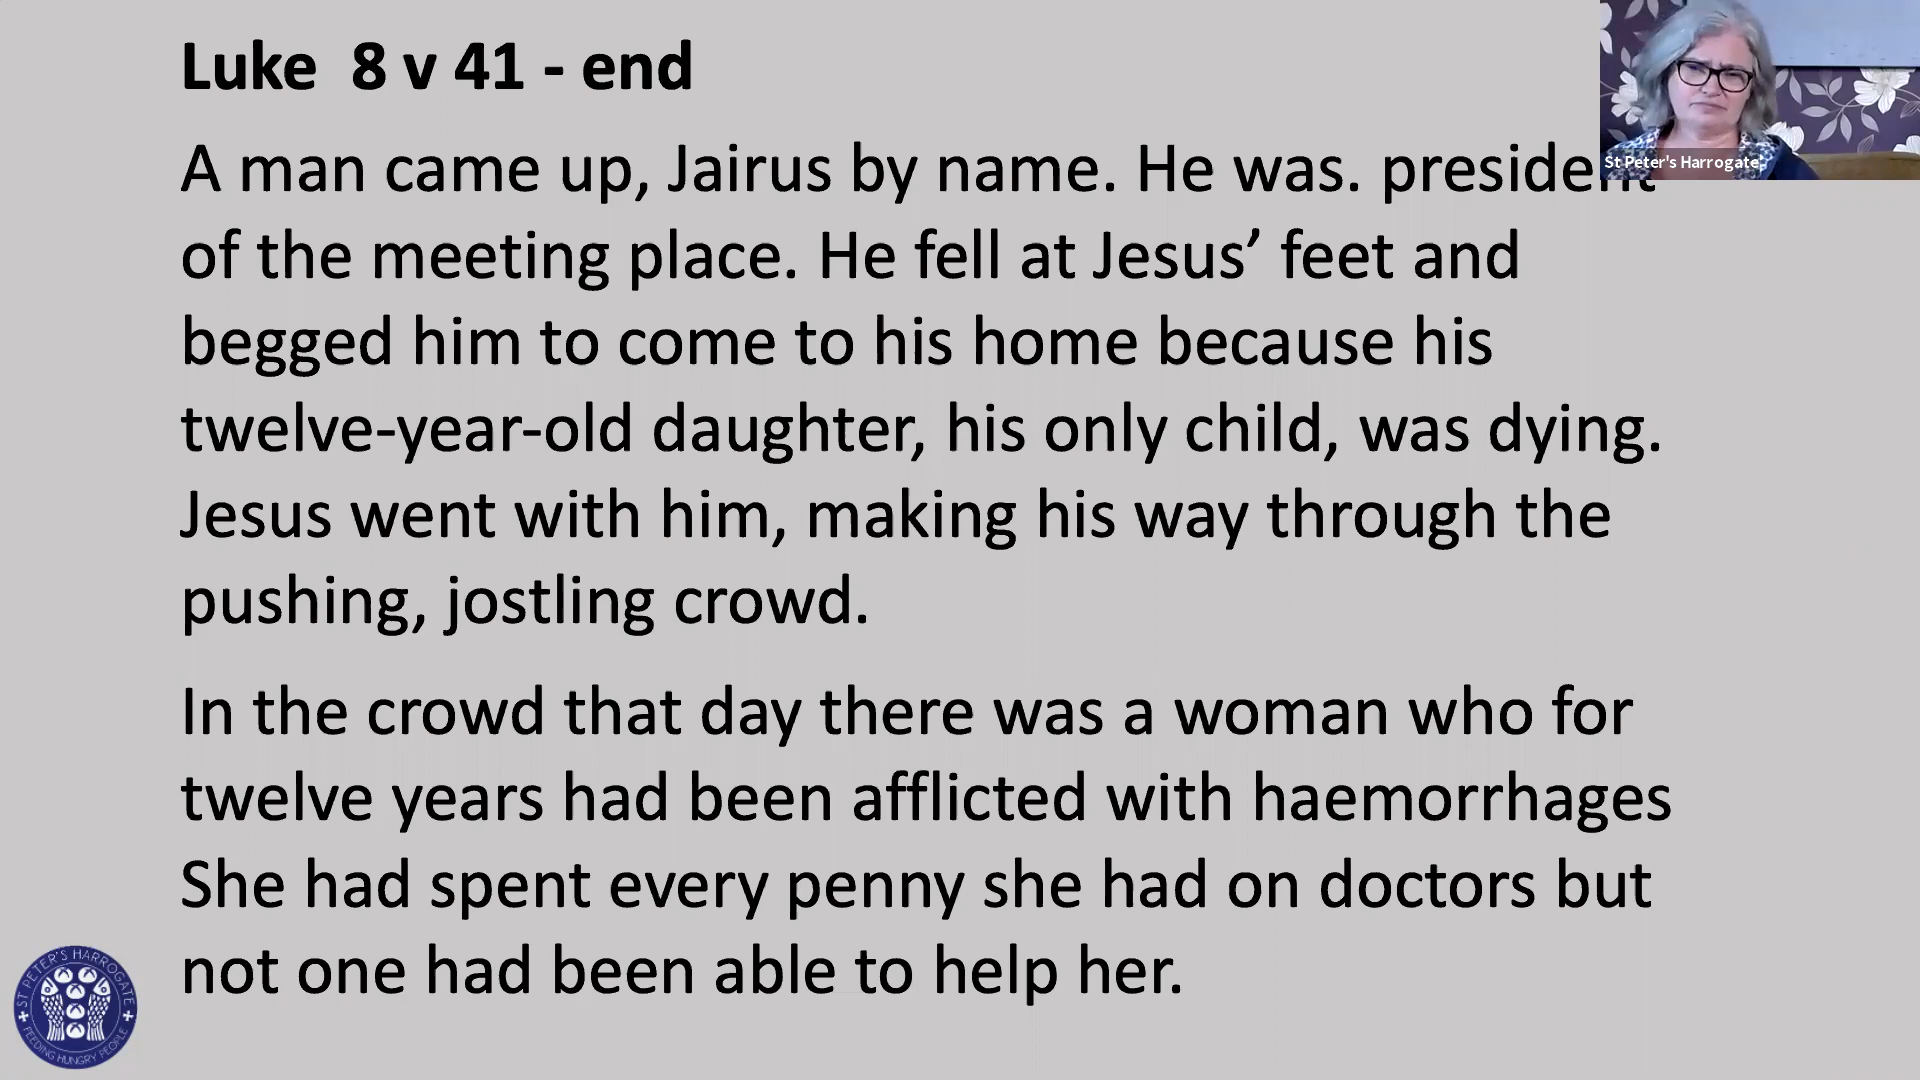 Luke 8 v 41 - end
A man came up, Jairus by name. He was. president
of the meeting place. He fell at Jesus’ feet and
begged him to come to his home because his
twelve-year-old daughter, his only child, was dying.
Jesus went with him, making his way through the
pushing, jostling crowd.
In the crowd that day there was a woman who for
twelve years had been afflicted with haemorrhages
She had spent every penny she had on doctors but
not one had been able to help her.
St Peter's Harrogate,
ST PETER'S HARROGATE
FEEDING HUNGRY PEOPLE